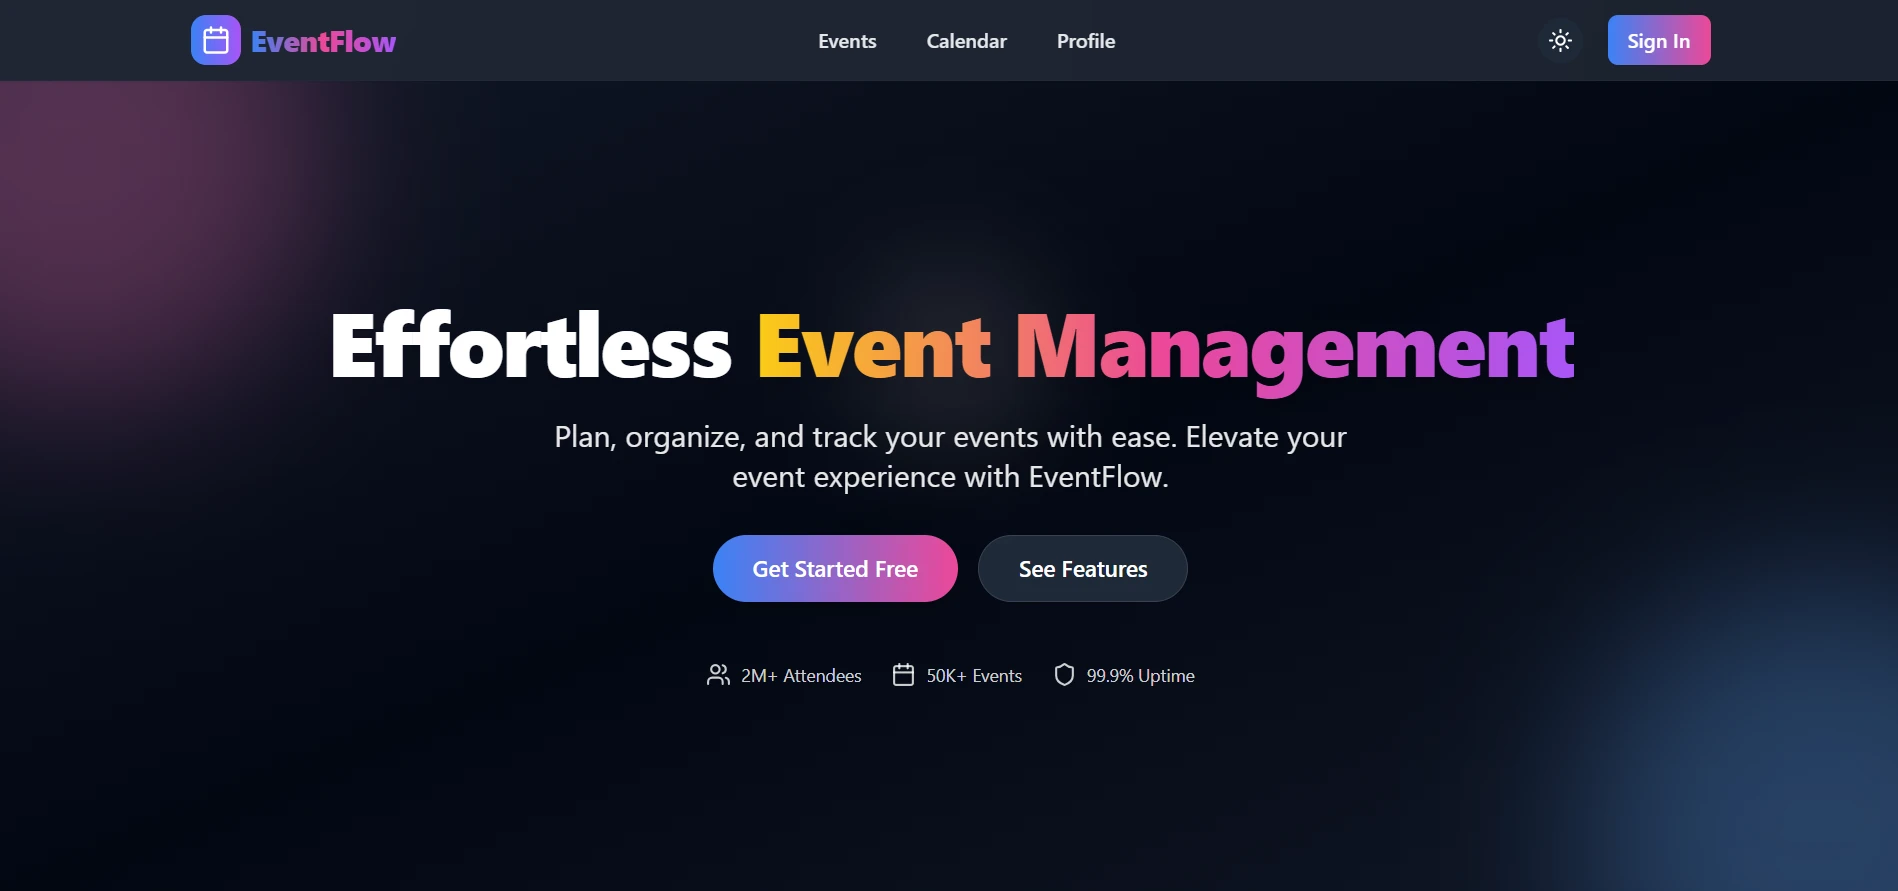 EventFlow
Events
Calendar
Profile
Sign In
Effortless Event Management
Plan, organize, and track your events with ease. Elevate your
event experience with EventFlow.
Get Started Free
See Features
2M+ Attendees
50K+ Events
99.9% Uptime